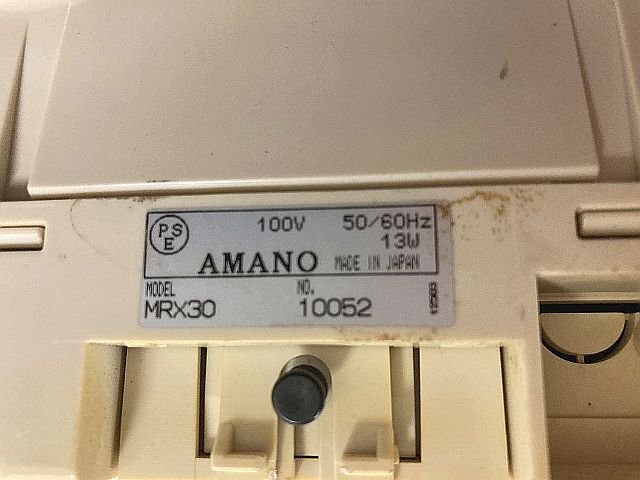 PS
E
100V 50/60Hz
13W
AMANO MADE IN JAPAN
MODEL NO.
MRX30 10052